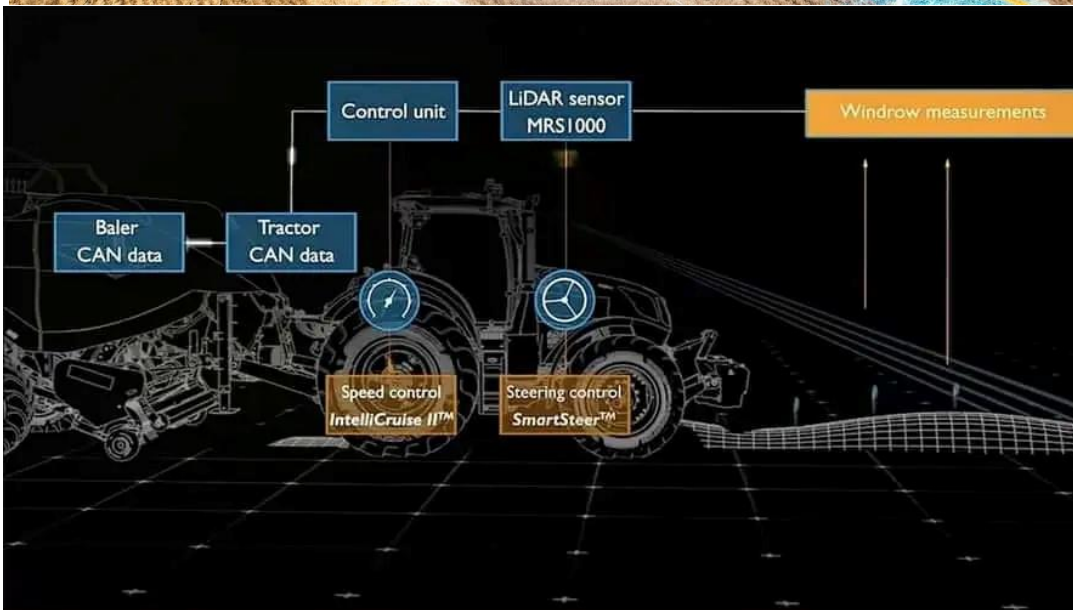 Control unit
LiDAR sensor
MRS1000
Windrow measurements
Baler
CAN data
Tractor
CAN data
Speed control
IntelliCruise II™
Steering control
SmartSteer™